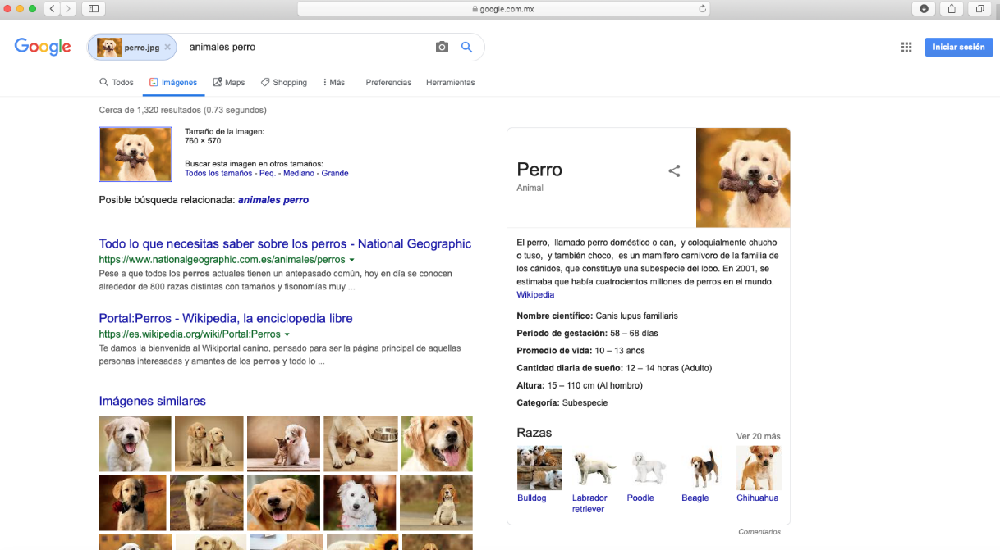 google.com.mx
Google
perro.jpg × animales perro
Iniciar sesión
Todos Imágenes Maps Shopping Más Preferencias Herramientas
Cerca de 1,320 resultados (0.73 segundos)
Tamaño de la imagen:
760 × 570
Buscar esta imagen en otros tamaños:
Todos los tamaños - Peq. - Mediano - Grande
Posible búsqueda relacionada: animales perro
Todo lo que necesitas saber sobre los perros - National Geographic
https://www.nationalgeographic.com.es/animales/perros
Pese a que todos los perros actuales tienen un antepasado común, hoy en día se conocen
alrededor de 800 razas distintas con tamaños y fisonomías muy ...
Portal:Perros - Wikipedia, la enciclopedia libre
https://es.wikipedia.org/wiki/Portal:Perros
Te damos la bienvenida al Wikiportal canino, pensado para ser la página principal de aquellas
personas interesadas y amantes de los perros y todo lo ...
Imágenes similares
Perro
Animal
El perro, llamado perro doméstico o can, y coloquialmente chucho
o tuso, y también choco, es un mamífero carnívoro de la familia de
los cánidos, que constituye una subespecie del lobo. En 2001, se
estimaba que había cuatrocientos millones de perros en el mundo.
Wikipedia
Nombre científico: Canis lupus familiaris
Periodo de gestación: 58 – 68 días
Promedio de vida: 10 – 13 años
Cantidad diaria de sueño: 12 – 14 horas (Adulto)
Altura: 15 – 110 cm (Al hombro)
Categoría: Subespecie
Razas
Ver 20 más
Bulldog
Labrador
retriever
Poodle
Beagle
Chihuahua
Comentarios